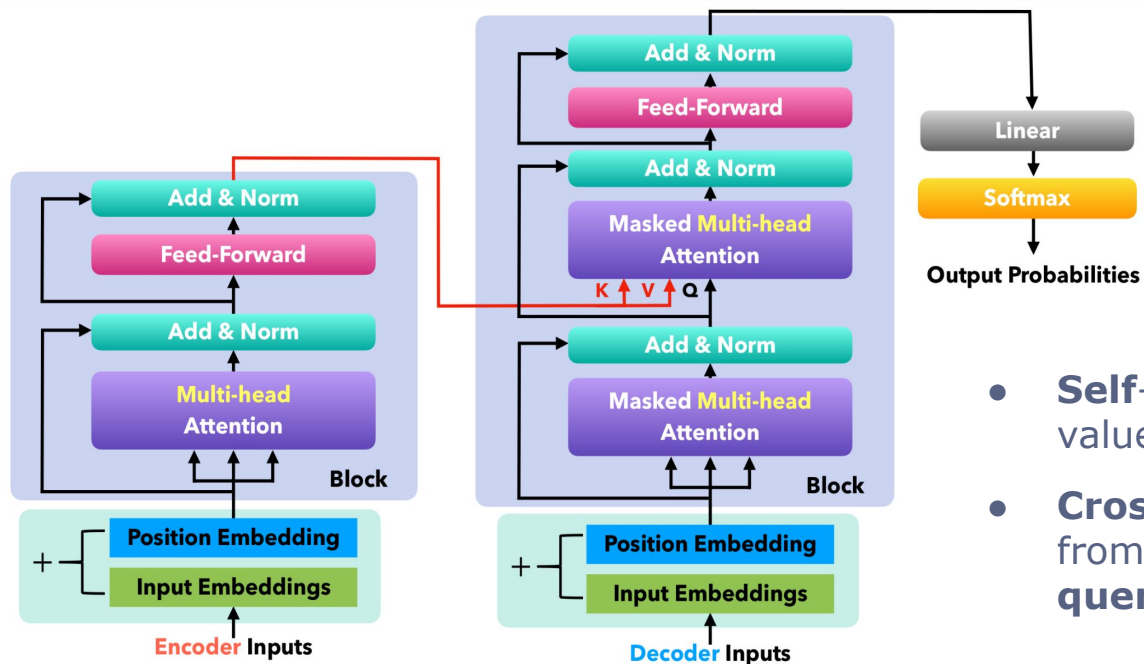 Add & Norm
Feed-Forward
Add & Norm
Multi-head
Attention
Block
+
Position Embedding
Input Embeddings
Encoder Inputs
Add & Norm
Feed-Forward
Add & Norm
Masked Multi-head
Attention
K V Q
Add & Norm
Masked Multi-head
Attention
Block
+
Position Embedding
Input Embeddings
Decoder Inputs
Linear
Softmax
Output Probabilities
● Self-
value
● Cros
from
quer